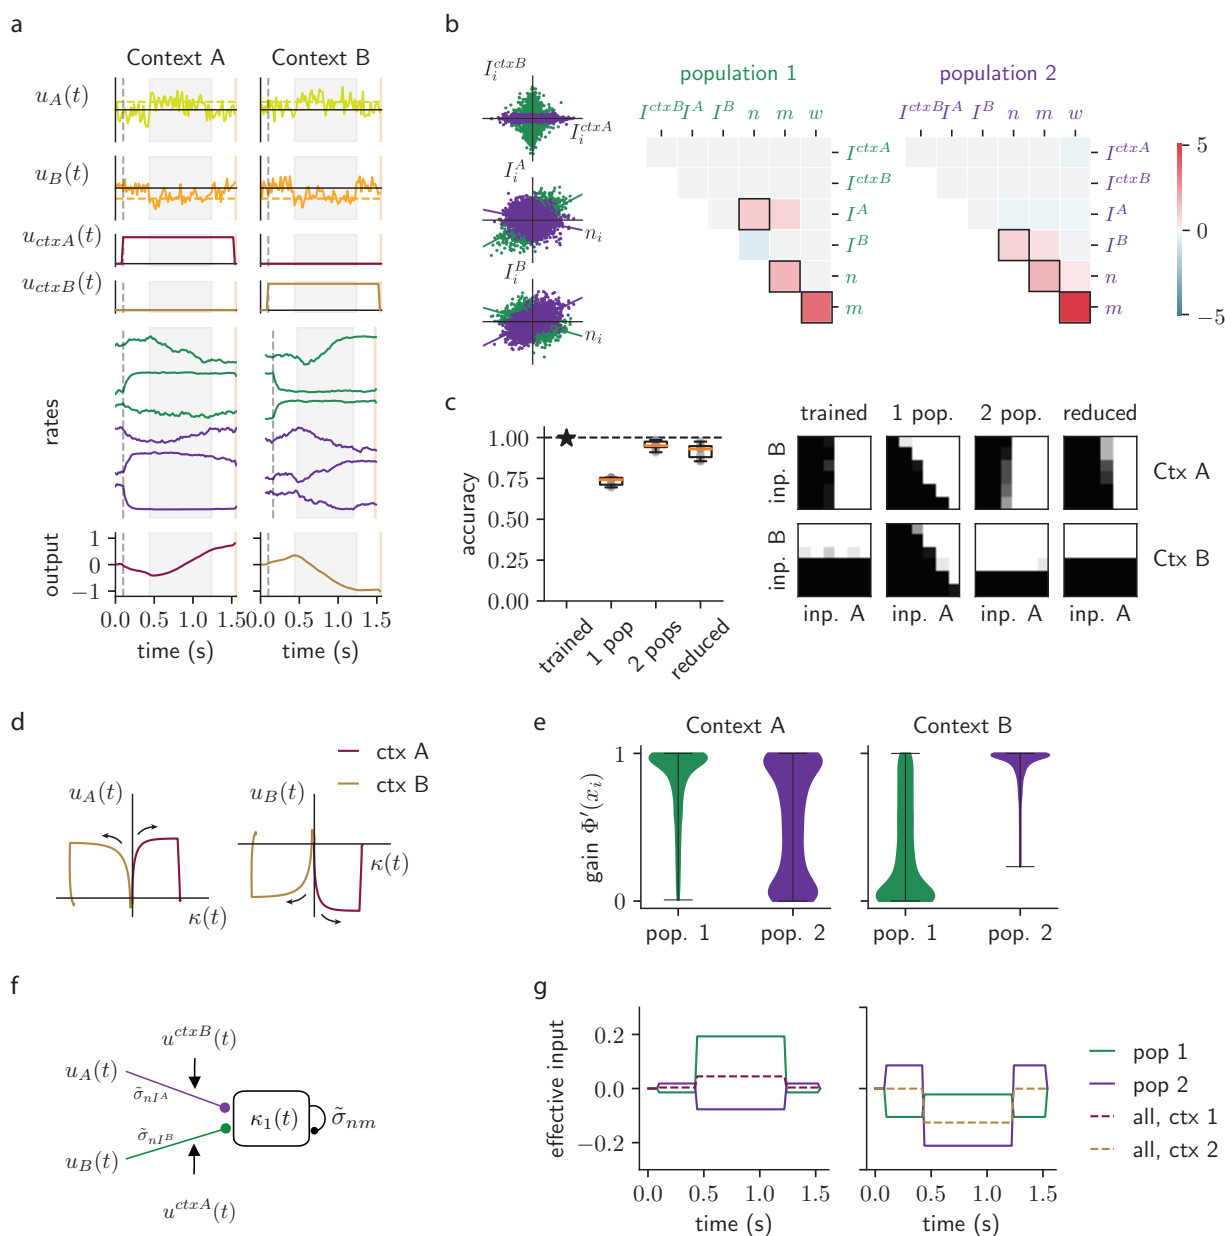 a
Context A
Context B
u_A(t)
u_B(t)
u_ctxA(t)
u_ctxB(t)
rates
output
1
0
−1
0.0 0.5 1.0 1.5
0.0 0.5 1.0 1.5
time (s)
time (s)
b
I_i^ctxB
I_i^ctxA
I_i^A
n_i
I_i^B
n_i
population 1
I^ctxB I^A I^B n m w
I^ctxA
I^ctxB
I^A
I^B
n
m
population 2
I^ctxB I^A I^B n m w
I^ctxA
I^ctxB
I^A
I^B
n
m
5
0
−5
c
accuracy
1.00
0.75
0.50
0.25
0.00
trained
1 pop
2 pops
reduced
trained 1 pop. 2 pop. reduced
inp. B
Ctx A
inp. B
Ctx B
inp. A inp. A inp. A inp. A
d
ctx A
ctx B
u_A(t)
κ(t)
u_B(t)
κ(t)
e
Context A
Context B
gain Φ′(x_i)
1
0
pop. 1 pop. 2
pop. 1 pop. 2
f
u^ctxB(t)
u_A(t)
σ̃_nI^A
κ_1(t)
σ̃_nm
σ̃_nI^B
u_B(t)
u^ctxA(t)
g
effective input
0.2
0.0
−0.2
0.0 0.5 1.0 1.5
0.0 0.5 1.0 1.5
time (s)
time (s)
pop 1
pop 2
all, ctx 1
all, ctx 2